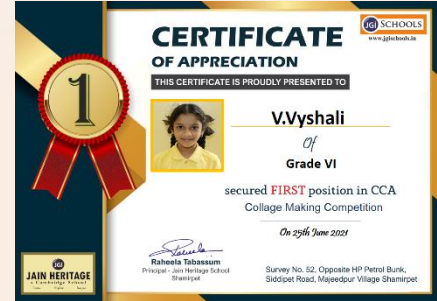 CERTIFICATE
OF APPRECIATION
JGI SCHOOLS
www.jgischools.in
THIS CERTIFICATE IS PROUDLY PRESENTED TO
1
V.Vyshali
Of
Grade VI
secured FIRST position in CCA
Collage Making Competition
On 25th June 2021
Raheela Tabassum
Principal - Jain Heritage School
Shamirpet
Survey No. 52, Opposite HP Petrol Bunk,
Siddipet Road, Majeedpur Village Shamirpet
JGI
JAIN HERITAGE
a Cambridge School